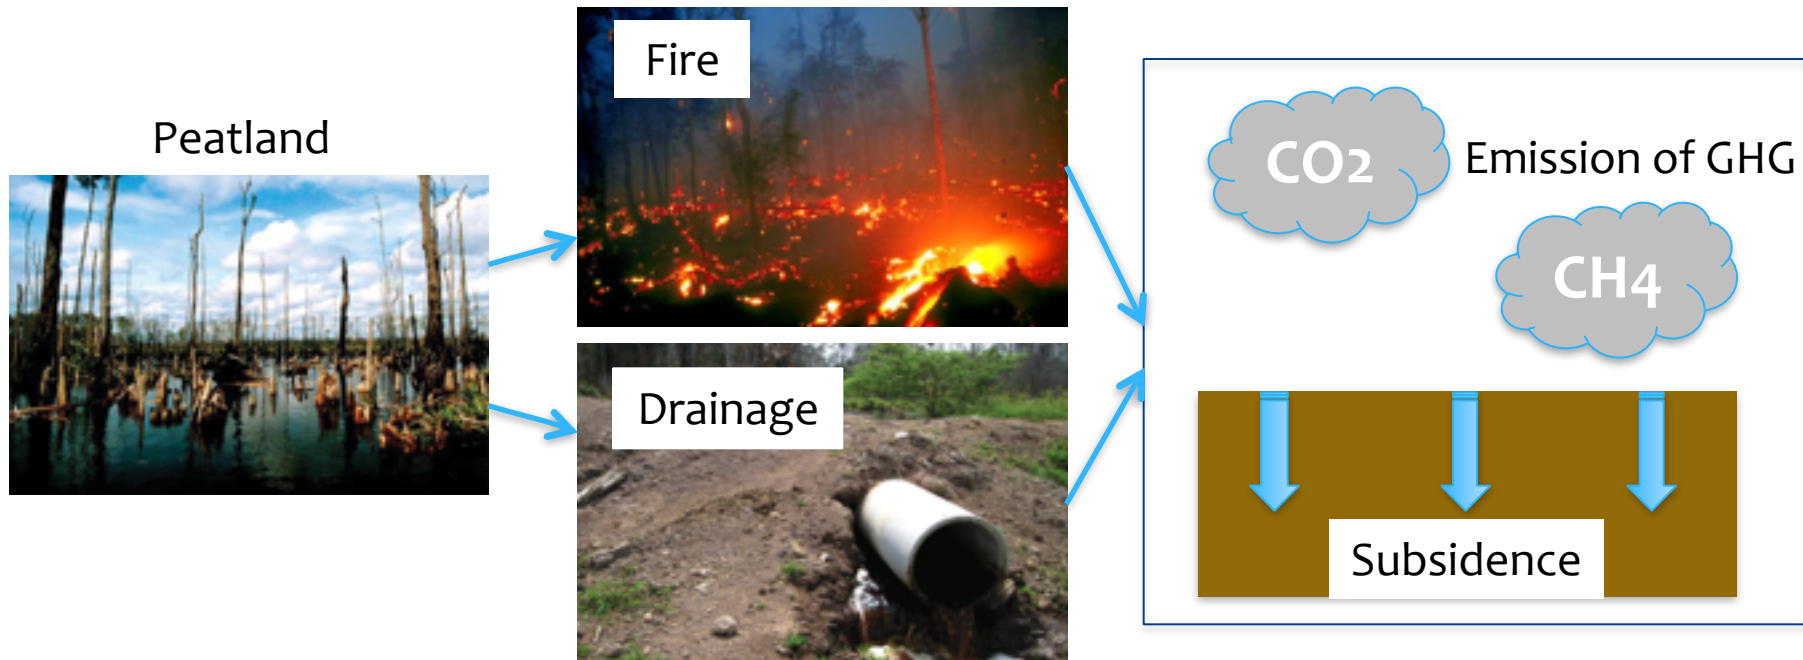 Peatland
Fire
Drainage
CO2
Emission of GHG
CH4
Subsidence